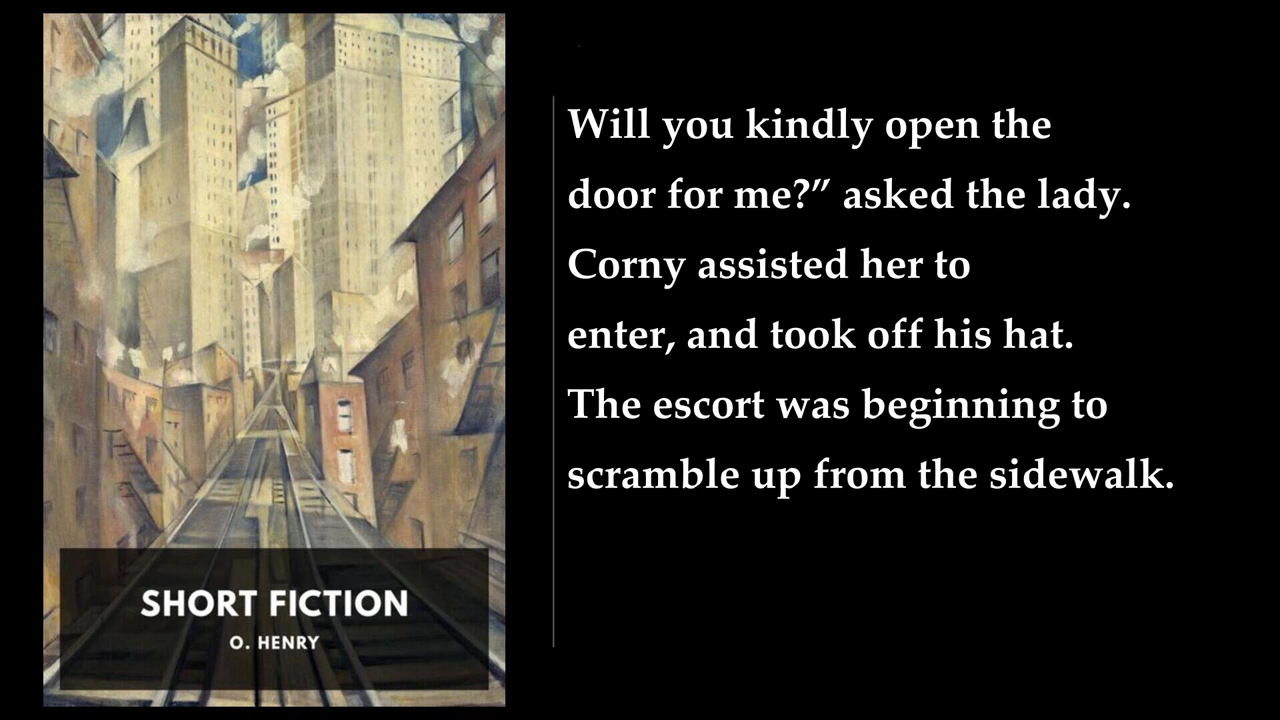 Will you kindly open the
door for me?” asked the lady.
Corny assisted her to
enter, and took off his hat.
The escort was beginning to
scramble up from the sidewalk.
SHORT FICTION
O. HENRY